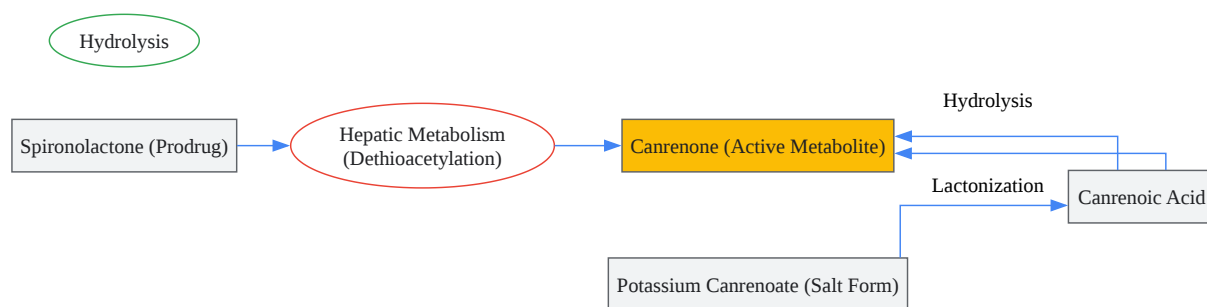 Hydrolysis
Hydrolysis
Spironolactone (Prodrug)
Hepatic Metabolism
(Dethioacetylation)
Canrenone (Active Metabolite)
Lactonization
Canrenoic Acid
Potassium Canrenoate (Salt Form)